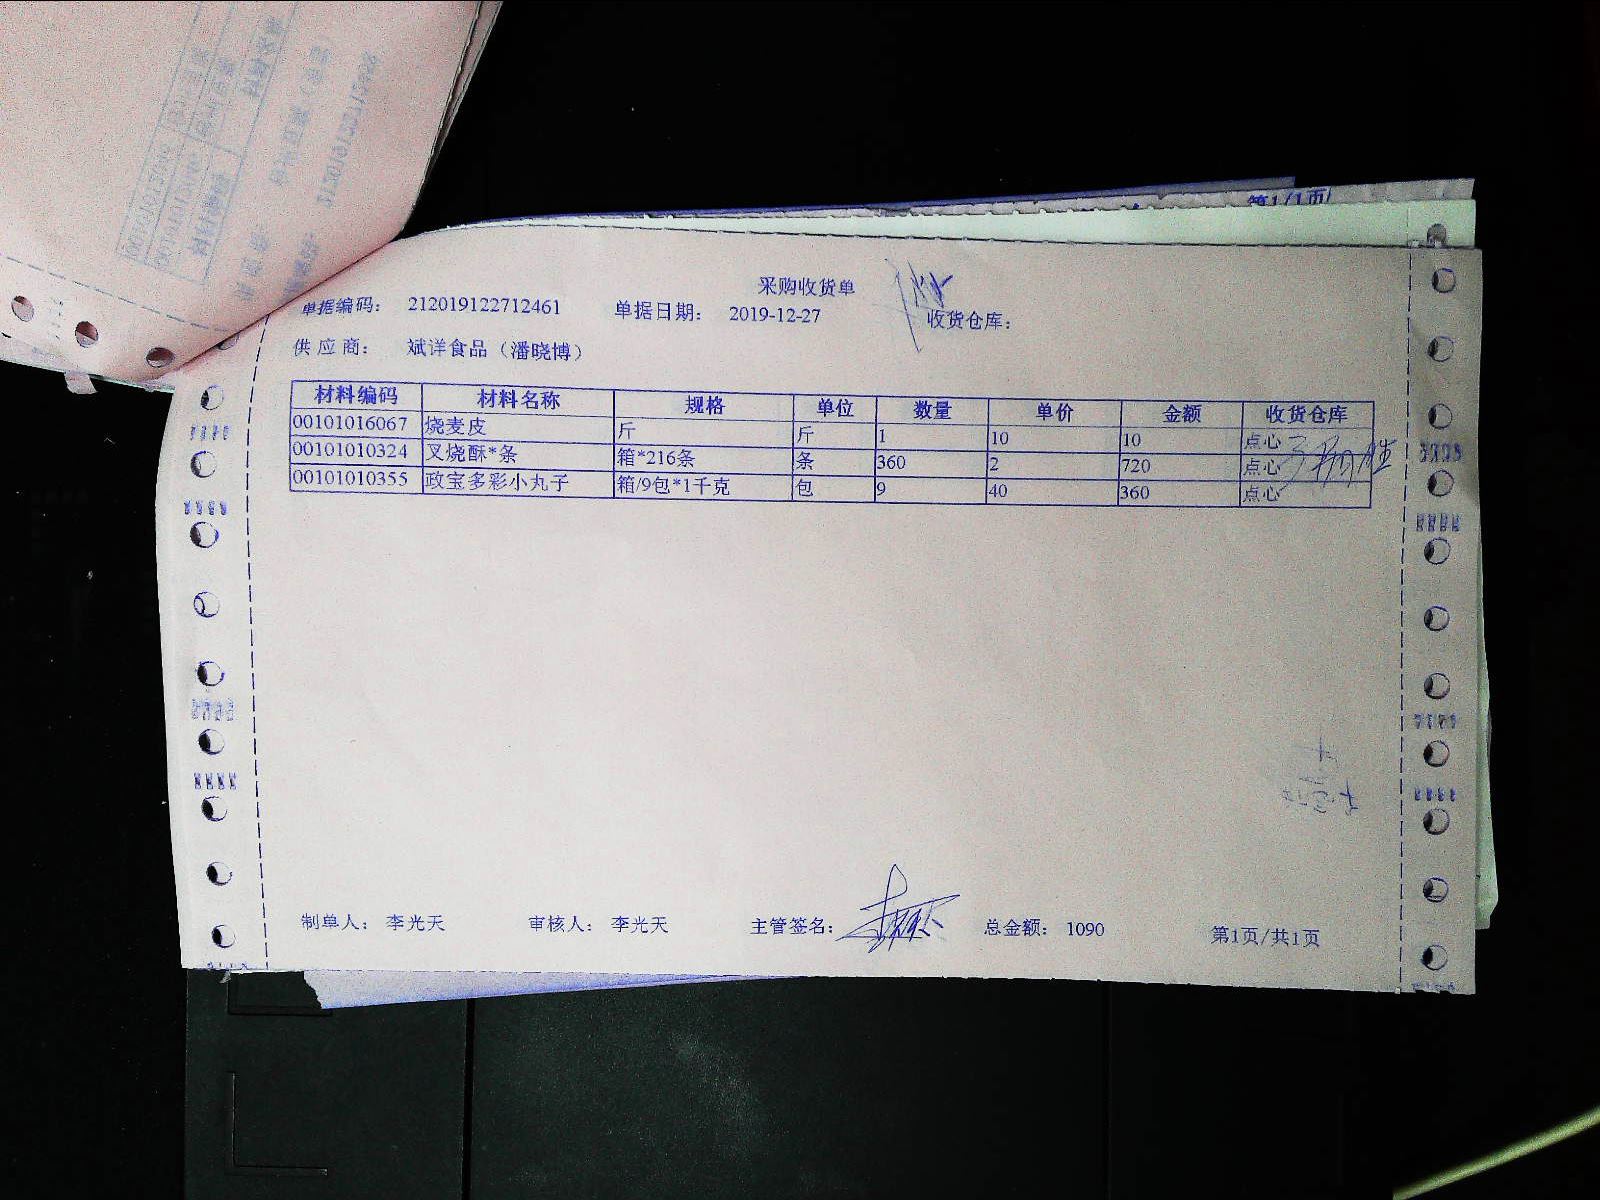 第1/1页
采购收货单
单据编码： 212019122712461 单据日期： 2019-12-27 收货仓库：
供 应 商： 斌洋食品（潘晓博）
材料编码 材料名称 规格 单位 数量 单价 金额 收货仓库
00101016067 烧麦皮 斤 斤 1 10 10 点心
00101010324 叉烧酥*条 箱*216条 条 360 2 720 点心
00101010355 政宝多彩小丸子 箱/9包*1千克 包 9 40 360 点心
制单人： 李光天 审核人： 李光天 主管签名： 总金额： 1090 第1页/共1页